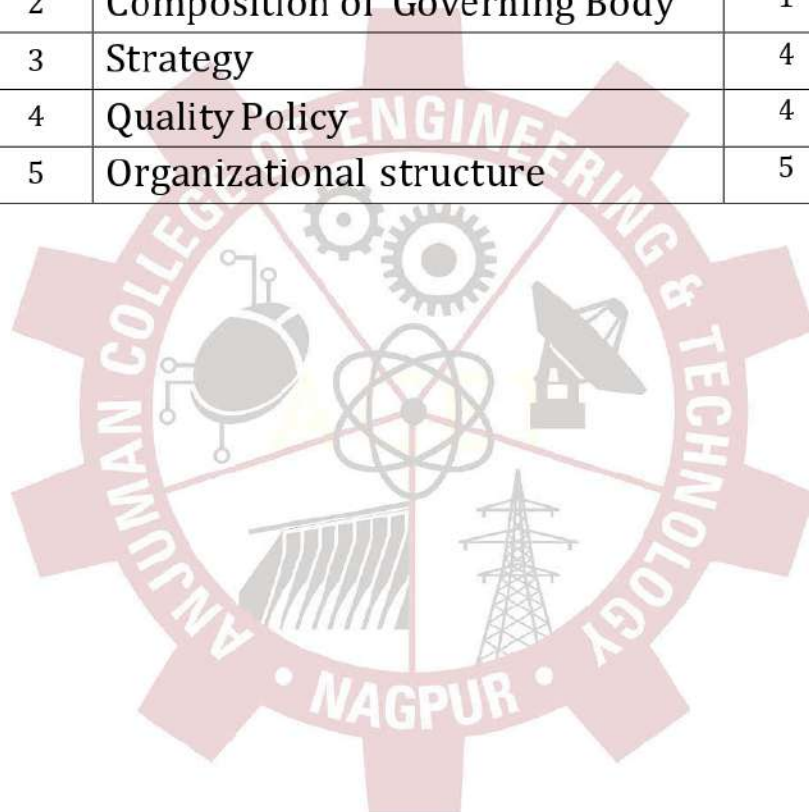 2 Composition of Governing Body 1
3 Strategy 4
4 Quality Policy 4
5 Organizational structure 5
ANJUMAN COLLEGE OF ENGINEERING & TECHNOLOGY
• NAGPUR •